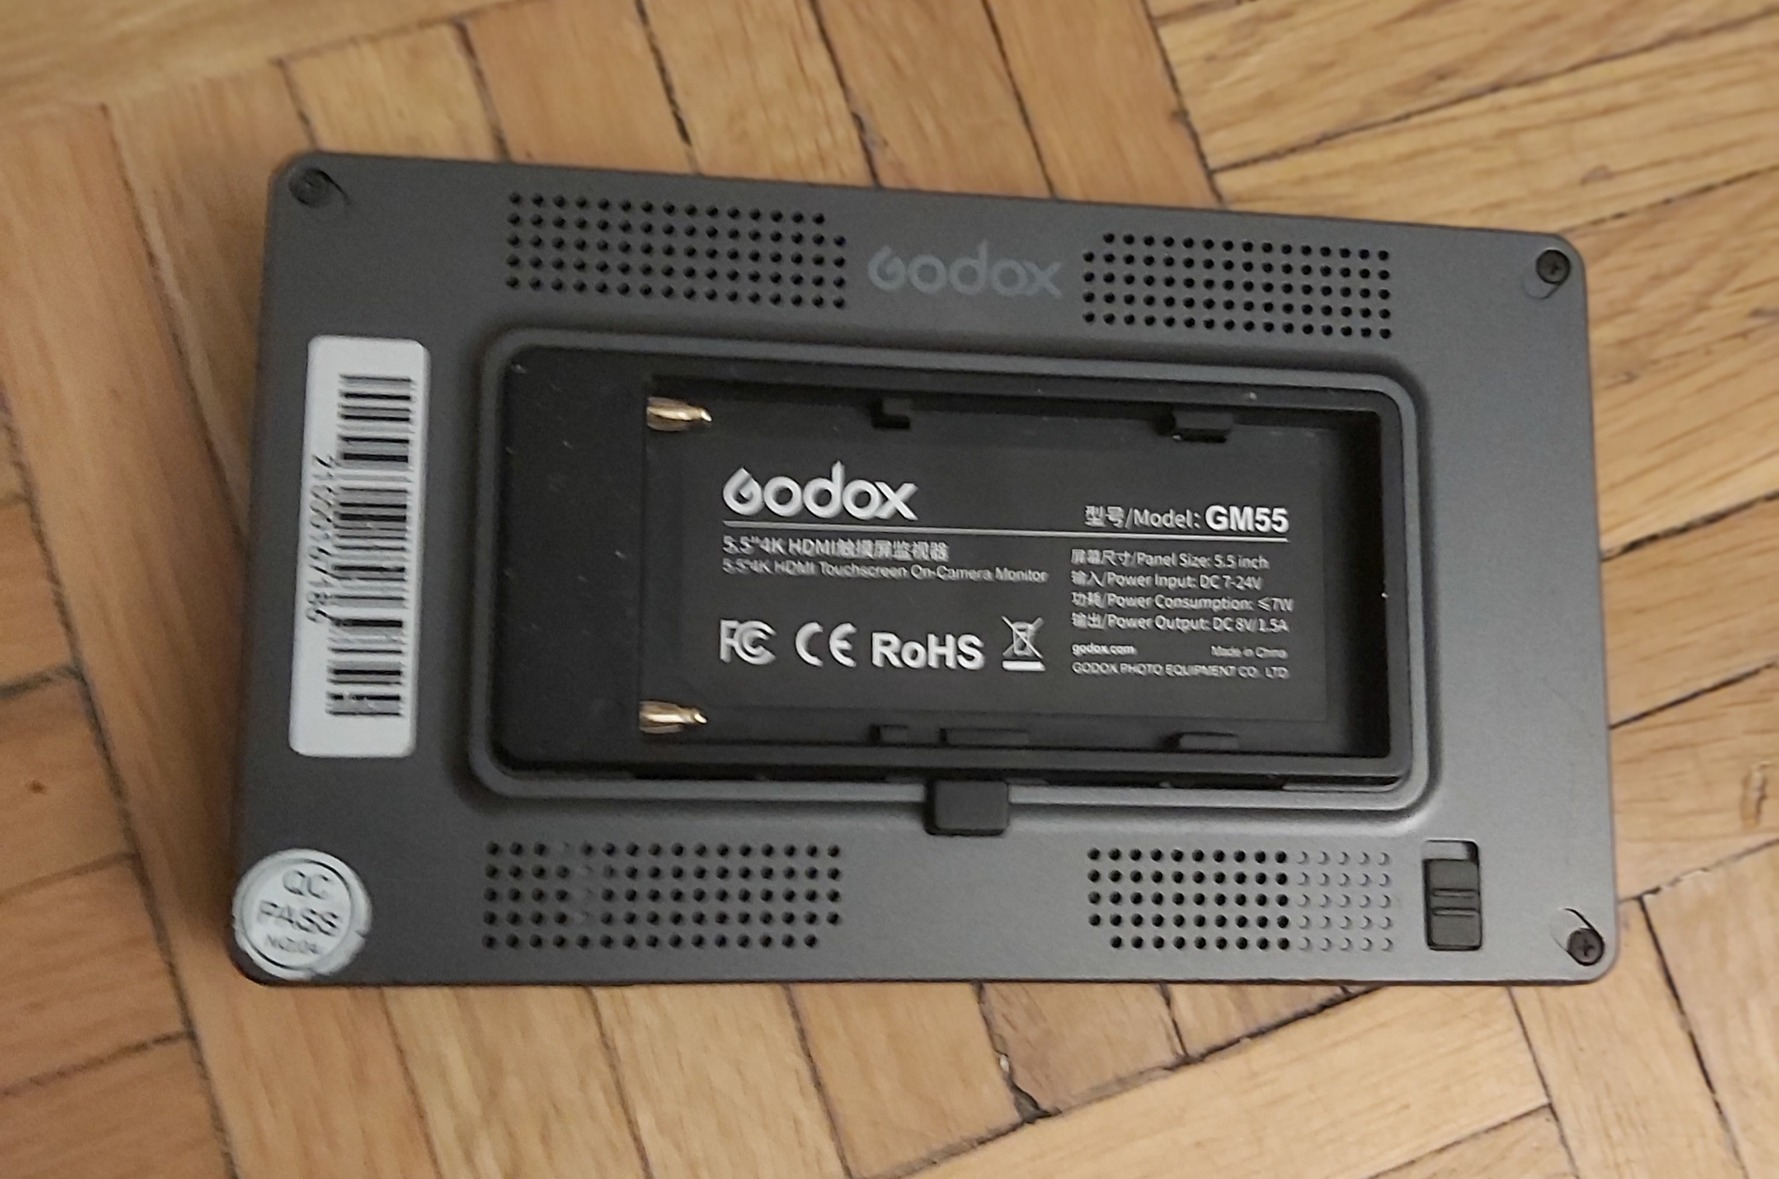 Godox
Godox
型号/Model: GM55
5.5"4K HDMI触摸屏监视器
5.5"4K HDMI Touchscreen On-Camera Monitor
屏幕尺寸/Panel Size: 5.5 inch
输入/Power Input: DC 7-24V
功耗/Power Consumption: ≤7W
输出/Power Output: DC 8V/1.5A
FC CE RoHS
godox.com
Made in China
GODOX PHOTO EQUIPMENT CO., LTD
QC
PASS